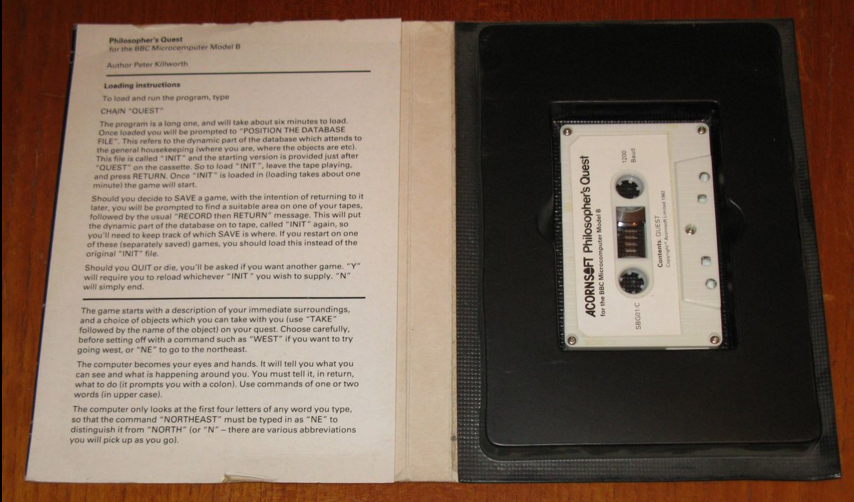 Philosopher's Quest
for the BBC Microcomputer Model B
Author Peter Killworth
Loading instructions
To load and run the program, type
CHAIN "QUEST"
The program is a long one, and will take about six minutes to load.
Once loaded you will be prompted to "POSITION THE DATABASE
FILE". This refers to the dynamic part of the database which attends to
the general housekeeping (where you are, where the objects are etc).
This file is called "INIT" and the starting version is provided just after
"QUEST" on the cassette. So to load "INIT", leave the tape playing,
and press RETURN. Once "INIT" is loaded in (loading takes about one
minute) the game will start.
Should you decide to SAVE a game, with the intention of returning to it
later, you will be prompted to find a suitable area on one of your tapes,
followed by the usual "RECORD then RETURN" message. This will put
the dynamic part of the database on to tape, called "INIT" again, so
you'll need to keep track of which SAVE is where. If you restart on one
of these (separately saved) games, you should load this instead of the
original "INIT" file.
Should you QUIT or die, you'll be asked if you want another game. "Y"
will require you to reload whichever "INIT" you wish to supply. "N"
will simply end.
The game starts with a description of your immediate surroundings,
and a choice of objects which you can take with you (use "TAKE"
followed by the name of the object) on your quest. Choose carefully,
before setting off with a command such as "WEST" if you want to try
going west, or "NE" to go to the northeast.
The computer becomes your eyes and hands. It will tell you what you
can see and what is happening around you. You must tell it, in return,
what to do (it prompts you with a colon). Use commands of one or two
words (in upper case).
The computer only looks at the first four letters of any word you type,
so that the command "NORTHEAST" must be typed in as "NE" to
distinguish it from "NORTH" (or "N" – there are various abbreviations
you will pick up as you go).
ACORNSOFT Philosopher's Quest
for the BBC Microcomputer Model B
SBG01 C
1200
Baud
Contents QUEST
Copyright Acornsoft Limited 1982